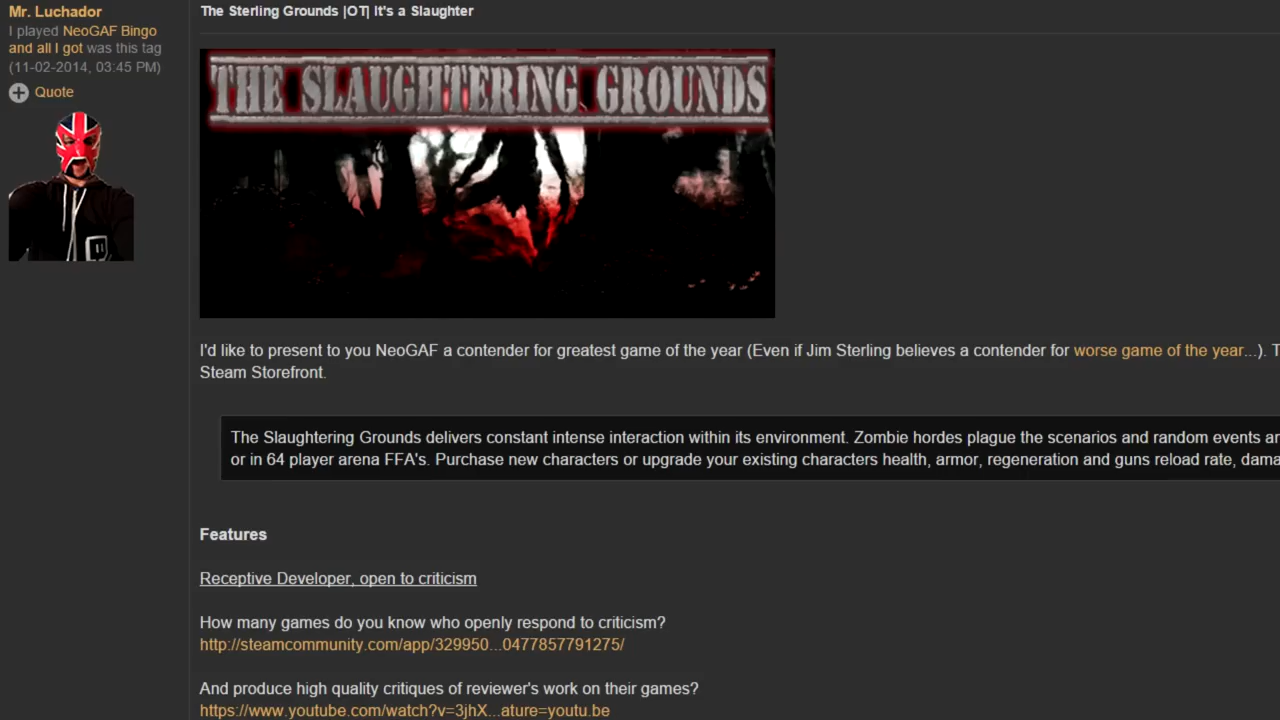 Mr. Luchador
I played NeoGAF Bingo
and all I got was this tag
(11-02-2014, 03:45 PM)
Quote
The Sterling Grounds |OT| It's a Slaughter
THE SLAUGHTERING GROUNDS
I'd like to present to you NeoGAF a contender for greatest game of the year (Even if Jim Sterling believes a contender for worse game of the year...). T
Steam Storefront.
The Slaughtering Grounds delivers constant intense interaction within its environment. Zombie hordes plague the scenarios and random events
or in 64 player arena FFA's. Purchase new characters or upgrade your existing characters health, armor, regeneration and guns reload rate,
Features
Receptive Developer, open to criticism
How many games do you know who openly respond to criticism?
http://steamcommunity.com/app/329950...0477857791275/
And produce high quality critiques of reviewer's work on their games?
https://www.youtube.com/watch?v=3jhX...ature=youtu.be